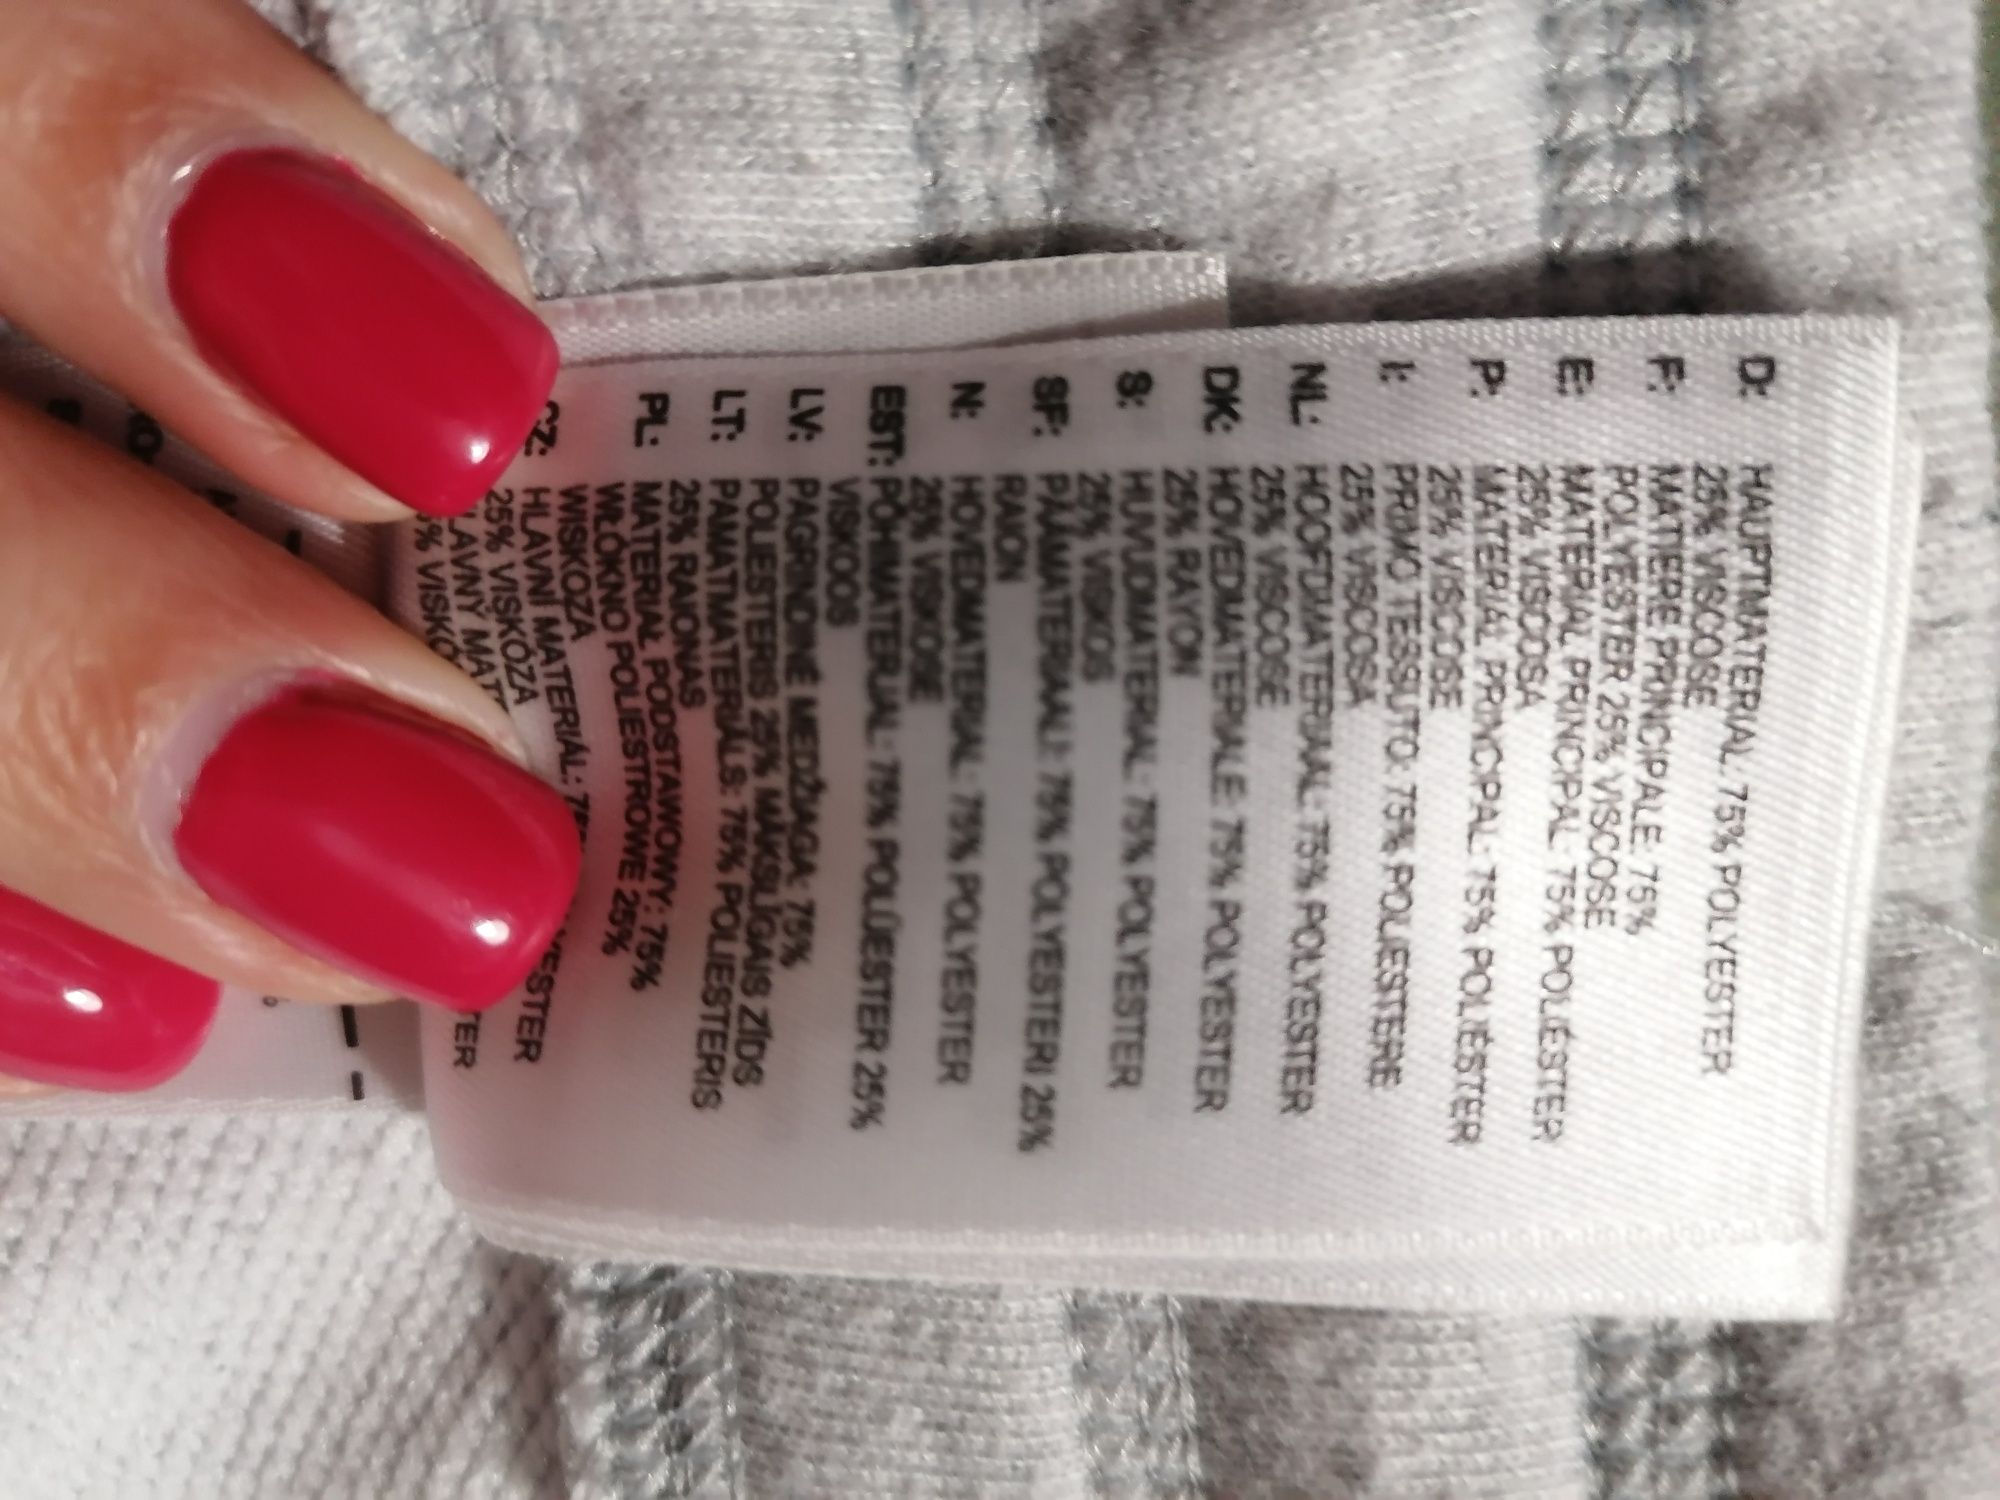 D: HAUPTMATERIAL: 75% POLYESTER
25% VISCOSE
F: MATIERE PRINCIPALE 75%
POLYESTER 25% VISCOSE
E: MATERIAL PRINCIPAL 75% POLIÉSTER
25% VISCOSA
P: MATERIAL PRINCIPAL: 75% POLIÉSTER
25% VISCOSE
I: PRIMO TESSUTO: 75% POLIESTERE
25% VISCOSA
NL: HOOFDMATERIAAL: 75% POLYESTER
25% VISCOSE
DK: HOVEDMATERIALE 75% POLYESTER
25% RAYON
S: HUVUDMATERIAL: 75% POLYESTER
25% VISKOS
SF: PÄÄMATERIAALI: 75% POLYESTERI 25%
RAION
N: HOVEDMATERIAL: 75% POLYESTER
25% VISKOSE
EST: PÕHIMATERJAL: 75% POLÜESTER 25%
VISKOOS
LV: PAGRINDINĖ MEDŽIAGA: 75%
POLIESTERIS 25% MĀKSLĪGAIS ZĪDS
LT: PAMATMATERIĀLS: 75% POLIESTERIS
25% RAIONAS
PL: MATERIAŁ PODSTAWOWY: 75%
WŁÓKNO POLIESTROWE 25%
WISKOZA
CZ: HLAVNÍ MATERIÁL:
25% VISKÓZA